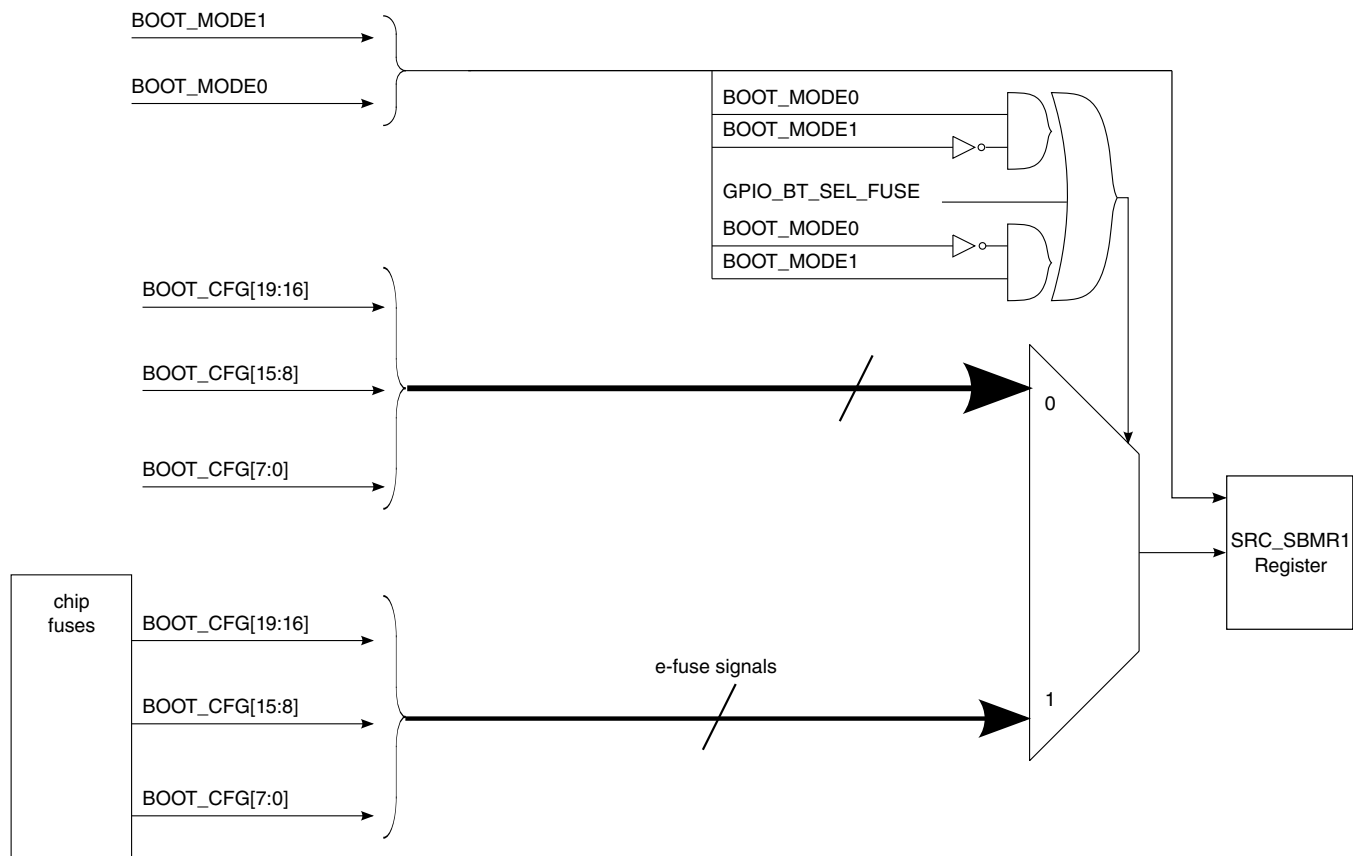 BOOT_MODE1
BOOT_MODE0
BOOT_MODE0
BOOT_MODE1
GPIO_BT_SEL_FUSE
BOOT_MODE0
BOOT_MODE1
BOOT_CFG[19:16]
BOOT_CFG[15:8]
BOOT_CFG[7:0]
0
SRC_SBMR1
Register
chip
fuses
BOOT_CFG[19:16]
BOOT_CFG[15:8]
BOOT_CFG[7:0]
e-fuse signals
1